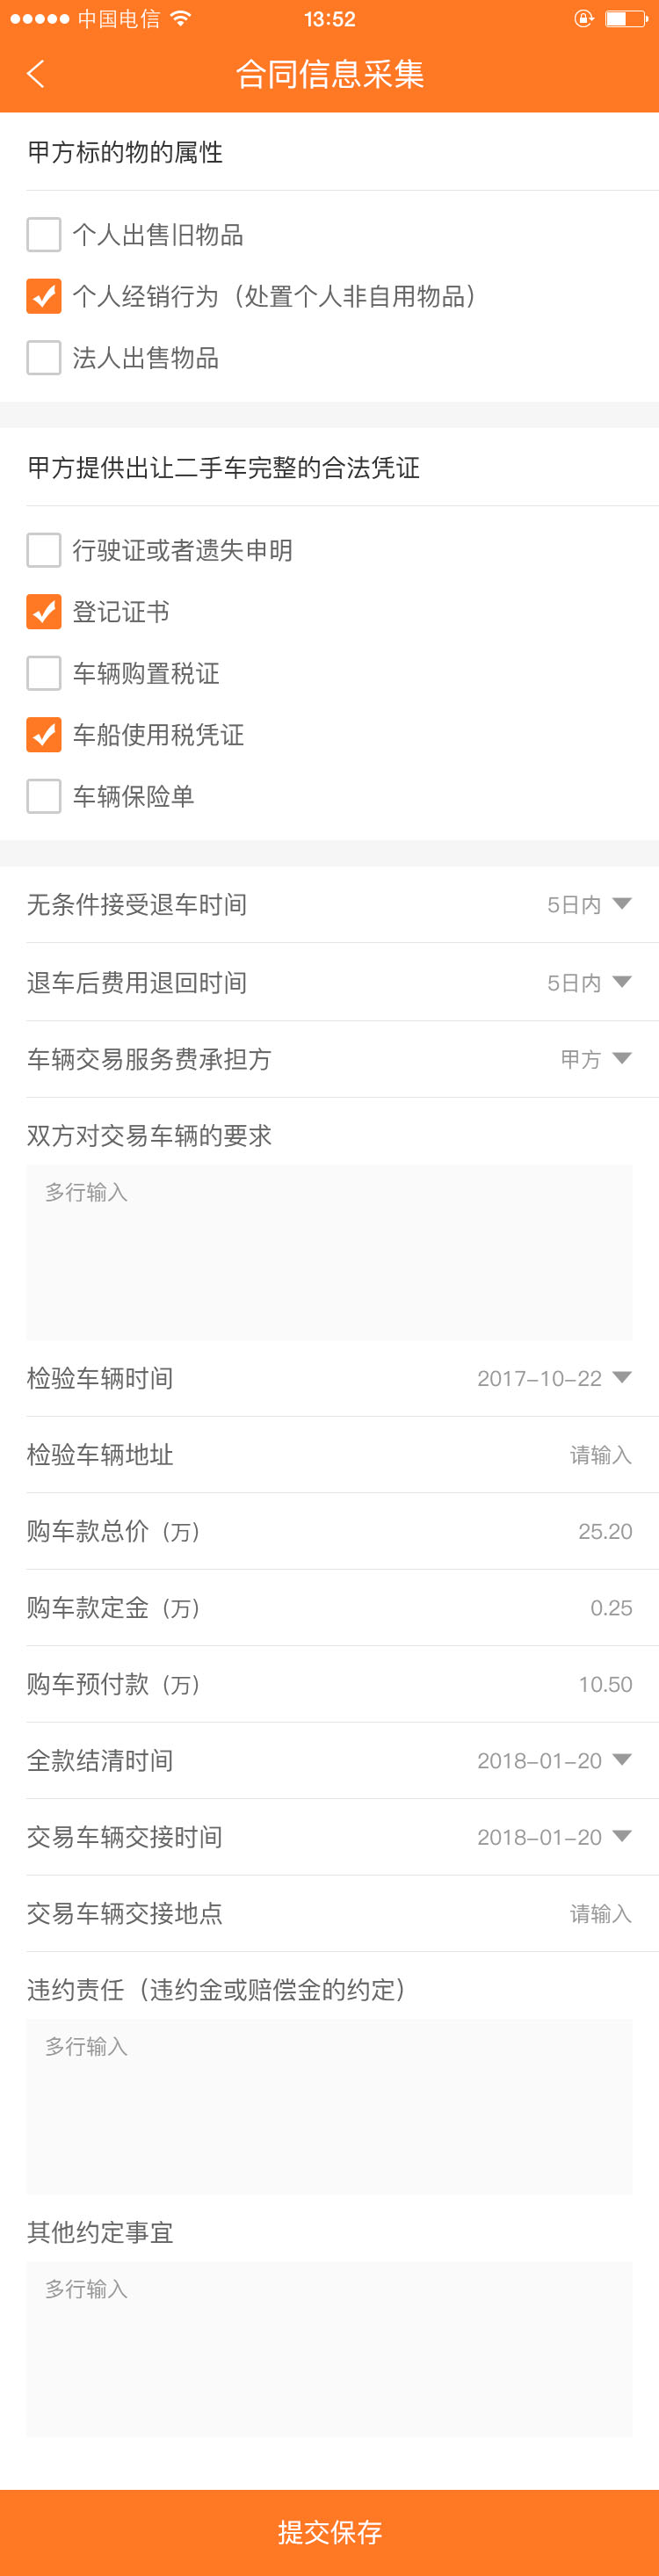 中国电信 13:52
合同信息采集
甲方标的物的属性
个人出售旧物品
个人经销行为（处置个人非自用物品）
法人出售物品
甲方提供出让二手车完整的合法凭证
行驶证或者遗失申明
登记证书
车辆购置税证
车船使用税凭证
车辆保险单
无条件接受退车时间 5日内
退车后费用退回时间 5日内
车辆交易服务费承担方 甲方
双方对交易车辆的要求
多行输入
检验车辆时间 2017-10-22
检验车辆地址 请输入
购车款总价（万） 25.20
购车款定金（万） 0.25
购车预付款（万） 10.50
全款结清时间 2018-01-20
交易车辆交接时间 2018-01-20
交易车辆交接地点 请输入
违约责任（违约金或赔偿金的约定）
多行输入
其他约定事宜
多行输入
提交保存